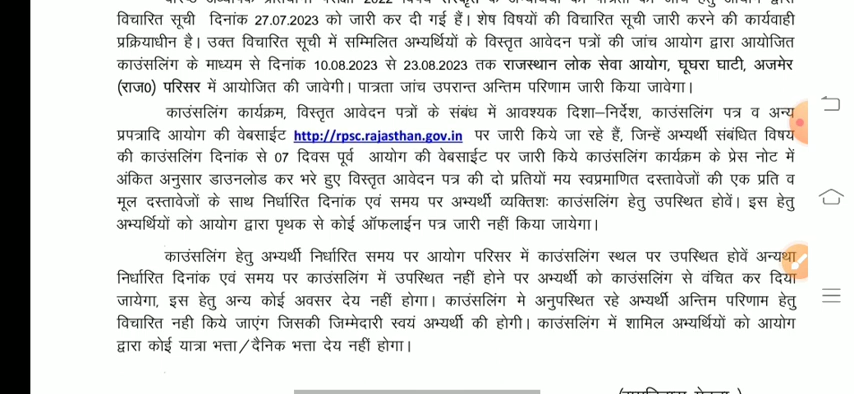 विचारित सूची दिनांक 27.07.2023 को जारी कर दी गई हैं। शेष विषयों की विचारित सूची जारी करने की कार्यवाही
प्रक्रियाधीन है। उक्त विचारित सूची में सम्मिलित अभ्यर्थियों के विस्तृत आवेदन पत्रों की जांच आयोग द्वारा आयोजित
काउंसलिंग के माध्यम से दिनांक 10.08.2023 से 23.08.2023 तक राजस्थान लोक सेवा आयोग, घूघरा घाटी, अजमेर
(राज0) परिसर में आयोजित की जावेगी। पात्रता जांच उपरान्त अन्तिम परिणाम जारी किया जावेगा।
काउंसलिंग कार्यक्रम, विस्तृत आवेदन पत्रों के संबंध में आवश्यक दिशा–निर्देश, काउंसलिंग पत्र व अन्य
प्रपत्रादि आयोग की वेबसाईट http://rpsc.rajasthan.gov.in पर जारी किये जा रहे हैं, जिन्हें अभ्यर्थी संबंधित विषय
की काउंसलिंग दिनांक से 07 दिवस पूर्व आयोग की वेबसाईट पर जारी किये काउंसलिंग कार्यक्रम के प्रेस नोट में
अंकित अनुसार डाउनलोड कर भरे हुए विस्तृत आवेदन पत्र की दो प्रतियों मय स्वप्रमाणित दस्तावेजों की एक प्रति व
मूल दस्तावेजों के साथ निर्धारित दिनांक एवं समय पर अभ्यर्थी व्यक्तिशः काउंसलिंग हेतु उपस्थित होवें। इस हेतु
अभ्यर्थियों को आयोग द्वारा पृथक से कोई ऑफलाईन पत्र जारी नहीं किया जायेगा।
काउंसलिंग हेतु अभ्यर्थी निर्धारित समय पर आयोग परिसर में काउंसलिंग स्थल पर उपस्थित होवें अन्यथा
निर्धारित दिनांक एवं समय पर काउंसलिंग में उपस्थित नहीं होने पर अभ्यर्थी को काउंसलिंग से वंचित कर दिया
जायेगा, इस हेतु अन्य कोई अवसर देय नहीं होगा। काउंसलिंग मे अनुपस्थित रहे अभ्यर्थी अन्तिम परिणाम हेतु
विचारित नही किये जाएंग जिसकी जिम्मेदारी स्वयं अभ्यर्थी की होगी। काउंसलिंग में शामिल अभ्यर्थियों को आयोग
द्वारा कोई यात्रा भत्ता/दैनिक भत्ता देय नहीं होगा।